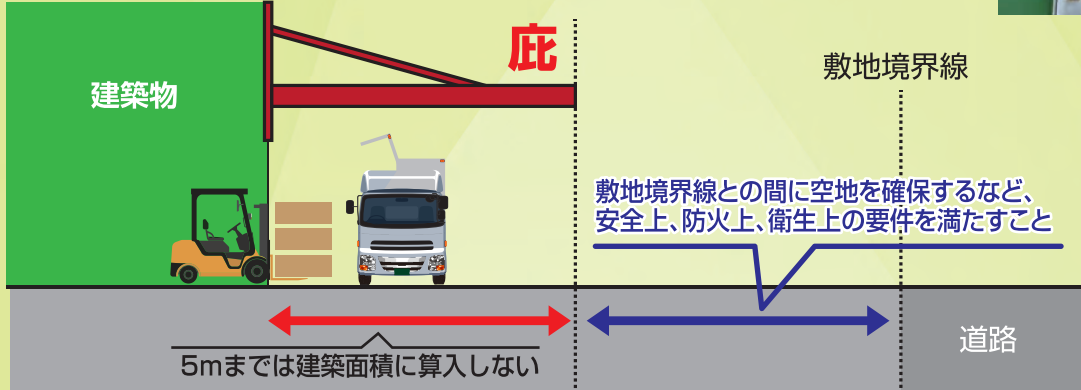 庇
敷地境界線
建築物
敷地境界線との間に空地を確保するなど、
安全上、防火上、衛生上の要件を満たすこと
道路
5mまでは建築面積に算入しない